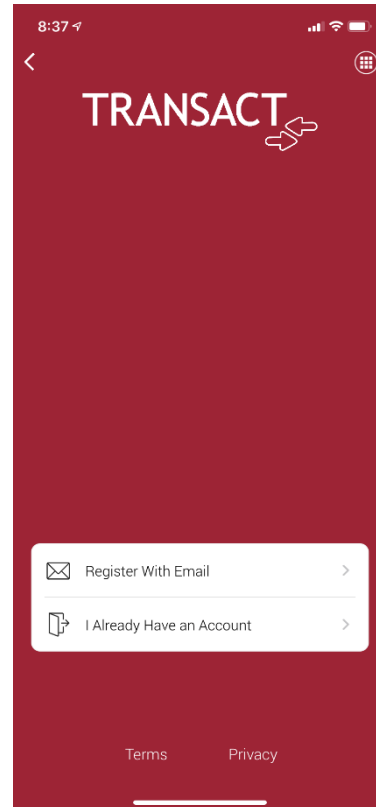 8:37
TRANSACT
Register With Email
I Already Have an Account
Terms
Privacy